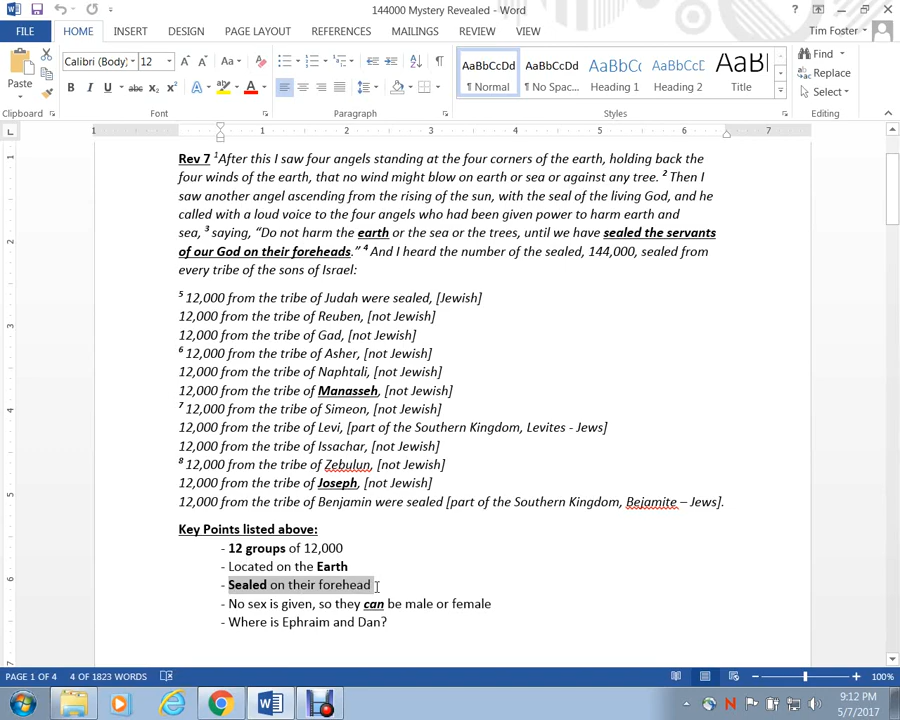 144000 Mystery Revealed - Word
Tim Foster
FILE HOME INSERT DESIGN PAGE LAYOUT REFERENCES MAILINGS REVIEW VIEW
Calibri (Body) 12
Paste
AaBbCcDd AaBbCcDd AaBbCc AaBbCcD AaBl
¶ Normal ¶ No Spac... Heading 1 Heading 2 Title
Find
Replace
Select
Clipboard Font Paragraph Styles Editing
1 1 2 3 4 5 6 7
Rev 7 1After this I saw four angels standing at the four corners of the earth, holding back the
four winds of the earth, that no wind might blow on earth or sea or against any tree. 2 Then I
saw another angel ascending from the rising of the sun, with the seal of the living God, and he
called with a loud voice to the four angels who had been given power to harm earth and
sea, 3 saying, “Do not harm the earth or the sea or the trees, until we have sealed the servants
of our God on their foreheads.” 4 And I heard the number of the sealed, 144,000, sealed from
every tribe of the sons of Israel:
5 12,000 from the tribe of Judah were sealed, [Jewish]
12,000 from the tribe of Reuben, [not Jewish]
12,000 from the tribe of Gad, [not Jewish]
6 12,000 from the tribe of Asher, [not Jewish]
12,000 from the tribe of Naphtali, [not Jewish]
12,000 from the tribe of Manasseh, [not Jewish]
7 12,000 from the tribe of Simeon, [not Jewish]
12,000 from the tribe of Levi, [part of the Southern Kingdom, Levites - Jews]
12,000 from the tribe of Issachar, [not Jewish]
8 12,000 from the tribe of Zebulun, [not Jewish]
12,000 from the tribe of Joseph, [not Jewish]
12,000 from the tribe of Benjamin were sealed [part of the Southern Kingdom, Bejamite – Jews].
Key Points listed above:
- 12 groups of 12,000
- Located on the Earth
- Sealed on their forehead
- No sex is given, so they can be male or female
- Where is Ephraim and Dan?
PAGE 1 OF 4 4 OF 1823 WORDS 100%
9:12 PM
5/7/2017